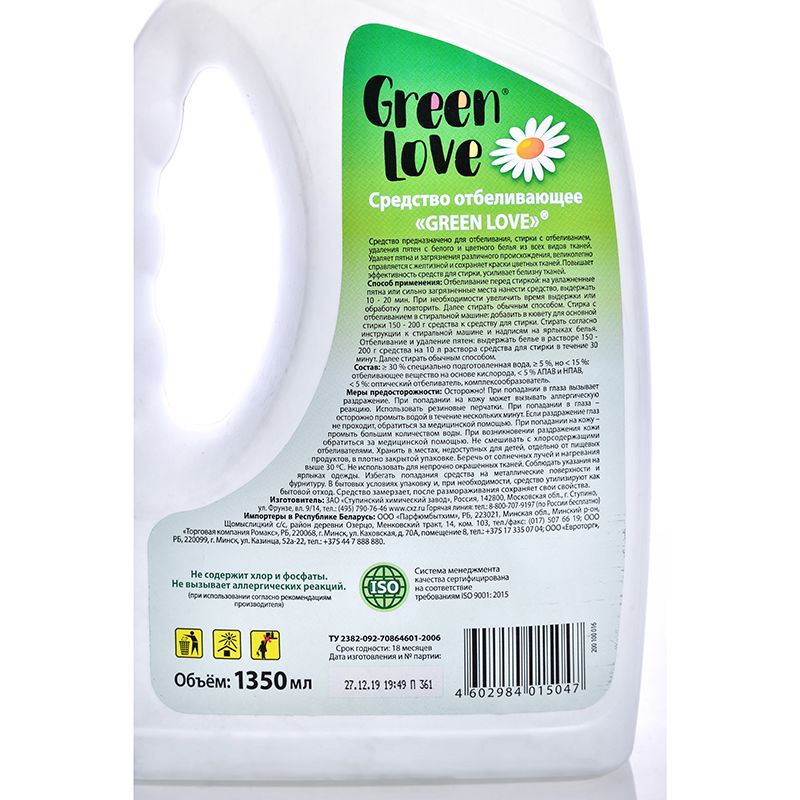 Green®
Love
Средство отбеливающее
«GREEN LOVE»®
Средство предназначено для отбеливания, стирки с отбеливанием,
удаления пятен с белого и цветного белья из всех видов тканей.
Удаляет пятна и загрязнения различного происхождения, великолепно
справляется с желтизной и сохраняет краски цветных тканей. Повышает
эффективность средств для стирки, усиливает белизну тканей.
Способ применения: Отбеливание перед стиркой: на увлажненные
пятна или сильно загрязненные места нанести средство, выдержать
10 - 20 мин. При необходимости увеличить время выдержки или
обработку повторить. Далее стирать обычным способом. Стирка с
отбеливанием в стиральной машине: добавить в кювету для основной
стирки 150 - 200 г средства к средству для стирки. Стирать согласно
инструкции к стиральной машине и надписям на ярлыках белья.
Отбеливание и удаление пятен: выдержать белье в растворе 150 –
200 г средства на 10 л раствора средства для стирки в течение 30
минут. Далее стирать обычным способом.
Состав: ≥ 30 % специально подготовленная вода, ≥ 5 %, но < 15 %:
отбеливающее вещество на основе кислорода, < 5 % АПАВ и НПАВ,
< 5 %: оптический отбеливатель, комплексообразователь.
Меры предосторожности: Осторожно! При попадании в глаза вызывает
раздражение. При попадании на кожу может вызывать аллергическую
реакцию. Использовать резиновые перчатки. При попадании в глаза –
осторожно промыть водой в течение нескольких минут. Если раздражение глаз
не проходит, обратиться за медицинской помощью. При попадании на кожу –
промыть большим количеством воды. При возникновении раздражения кожи
обратиться за медицинской помощью. Не смешивать с хлорсодержащими
отбеливателями. Хранить в местах, недоступных для детей, отдельно от пищевых
продуктов, в плотно закрытой упаковке. Беречь от солнечных лучей и нагревания
выше 30 ºС. Не использовать для непрочно окрашенных тканей. Соблюдать указания на
ярлыках одежды. Избегать попадания средства на металлические поверхности и
фурнитуру. В бытовых условиях упаковку и, при необходимости, средство утилизируют как
бытовой отход. Средство замерзает, после размораживания сохраняет свои свойства.
Изготовитель: ЗАО «Ступинский химический завод», Россия, 142800, Московская обл., г. Ступино,
ул. Фрунзе, вл. 9/14, тел./факс: (495) 790-76-46 www.cxz.ru Горячая линия: тел.: 8-800-707-9197 (по России бесплатно)
Импортеры в Республике Беларусь: ООО «Парфюмбытхим», РБ, 223021, Минская обл., Минский р-он,
Щомыслицкий с/с, район деревни Озерцо, Менковский тракт, 14, ком. 103, тел./факс: (017) 507 66 19; ООО
«Торговая компания Ромакс», РБ, 220068, г. Минск, ул. Каховская, д. 70А, помещение 8, тел.: +375 17 335 07 04; ООО «Евроторг»,
РБ, 220099, г. Минск, ул. Казинца, 52а-22, тел.: +375 44 7 888 880.
Не содержит хлор и фосфаты.
Не вызывает аллергических реакций.
(при использовании согласно рекомендациям
производителя)
ISO
Система менеджмента
качества сертифицирована
на соответствие
требованиям ISO 9001: 2015
ТУ 2382-092-70864601-2006
Срок годности: 18 месяцев
Дата изготовления и № партии:
27.12.19 19:49 П 361
Объём: 1350 мл
4 602984 015047
200 100 016